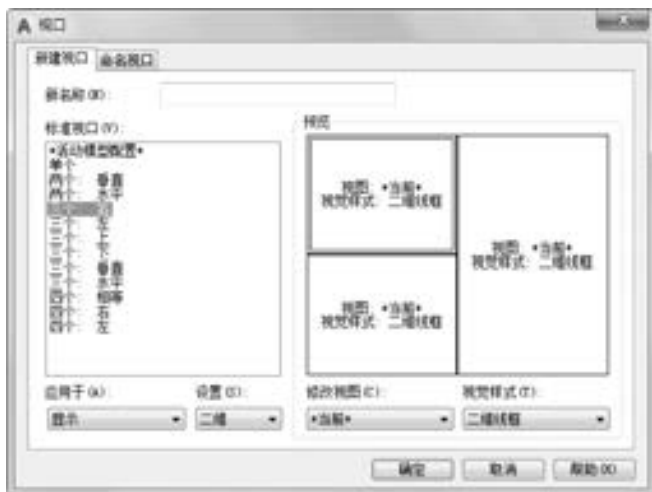 视口
新建视口 命名视口
新名称(N):
标准视口(V):
*活动模型配置*
单个
两个: 垂直
两个: 水平
三个: 右
三个: 左
三个: 上
三个: 下
三个: 垂直
三个: 水平
四个: 相等
四个: 右
四个: 左
预览
视图: *当前*
视觉样式: 二维线框
视图: *当前*
视觉样式: 二维线框
视图: *当前*
视觉样式: 二维线框
应用于(A): 设置(S): 修改视图(C): 视觉样式(T):
显示 二维 *当前* 二维线框
确定 取消 帮助(H)